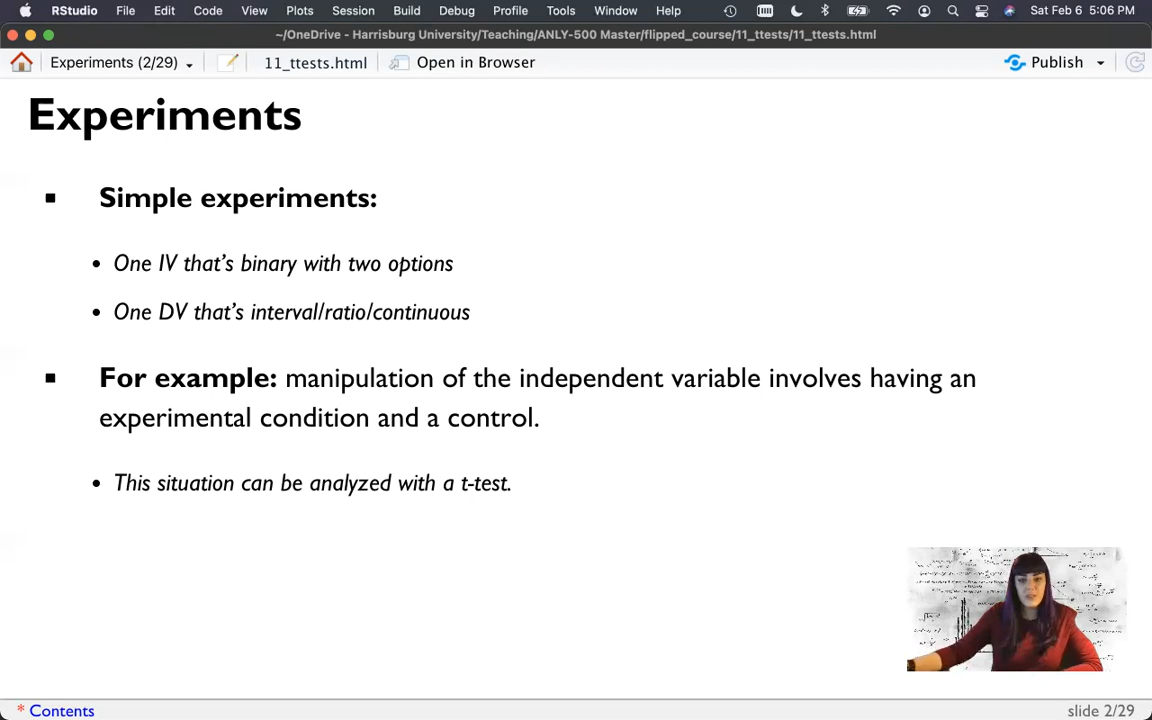 RStudio File Edit Code View Plots Session Build Debug Profile Tools Window Help Sat Feb 6 5:06 PM
~/OneDrive - Harrisburg University/Teaching/ANLY-500 Master/flipped_course/11_ttests/11_ttests.html
Experiments (2/29) 11_ttests.html Open in Browser Publish
Experiments
Simple experiments:
One IV that’s binary with two options
One DV that’s interval/ratio/continuous
For example: manipulation of the independent variable involves having an
experimental condition and a control.
This situation can be analyzed with a t-test.
* Contents slide 2/29